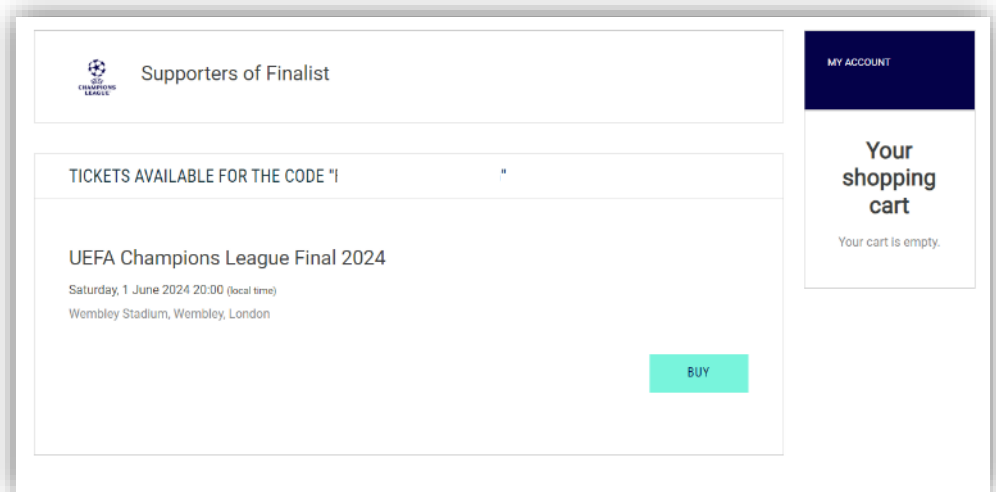 CHAMPIONS
LEAGUE
Supporters of Finalist
TICKETS AVAILABLE FOR THE CODE " "
UEFA Champions League Final 2024
Saturday, 1 June 2024 20:00 (local time)
Wembley Stadium, Wembley, London
BUY
MY ACCOUNT
Your
shopping
cart
Your cart is empty.